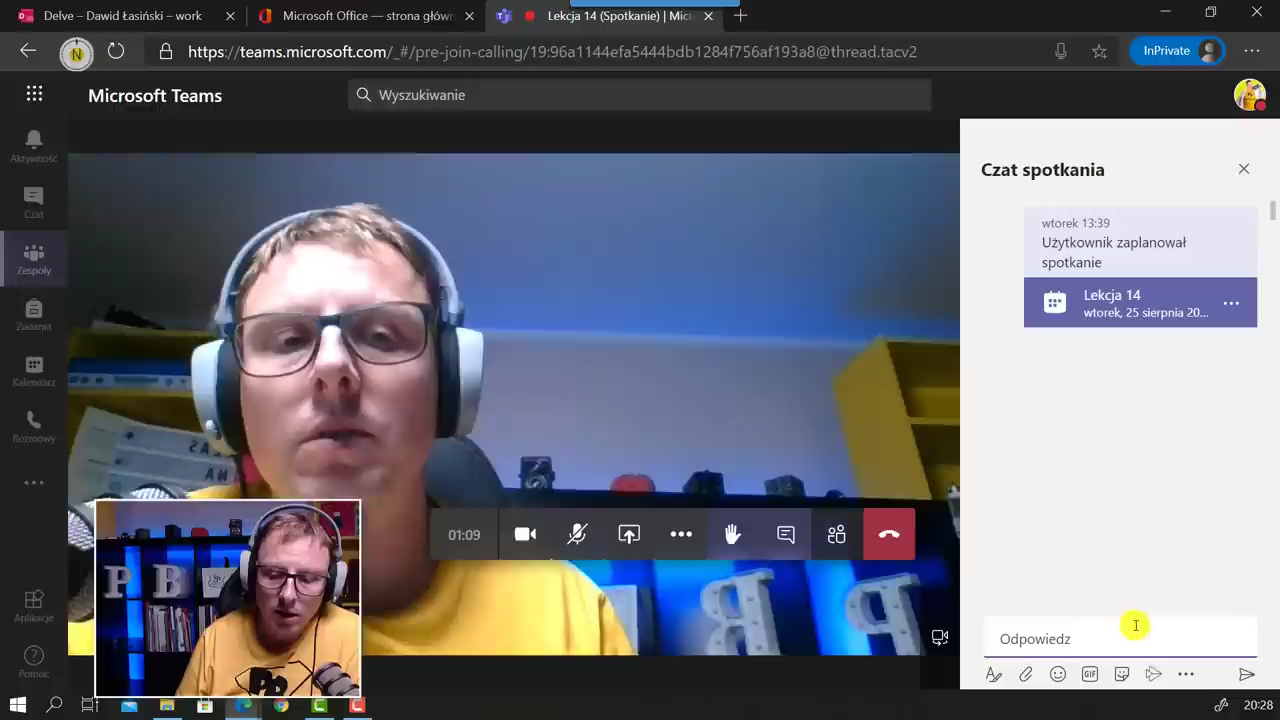 Delve – Dawid Łasiński – work
Microsoft Office — strona główn
Lekcja 14 (Spotkanie) | Micr
https://teams.microsoft.com/_#/pre-join-calling/19:96a1144efa5444bdb1284f756af193a8@thread.tacv2
InPrivate
Microsoft Teams
Wyszukiwanie
Aktywność
Czat
Zespoły
Zadania
Kalendarz
Rozmowy
Aplikacje
Pomoc
01:09
Czat spotkania
wtorek 13:39
Użytkownik zaplanował
spotkanie
Lekcja 14
wtorek, 25 sierpnia 20...
Odpowiedz
GIF
P B
20:28